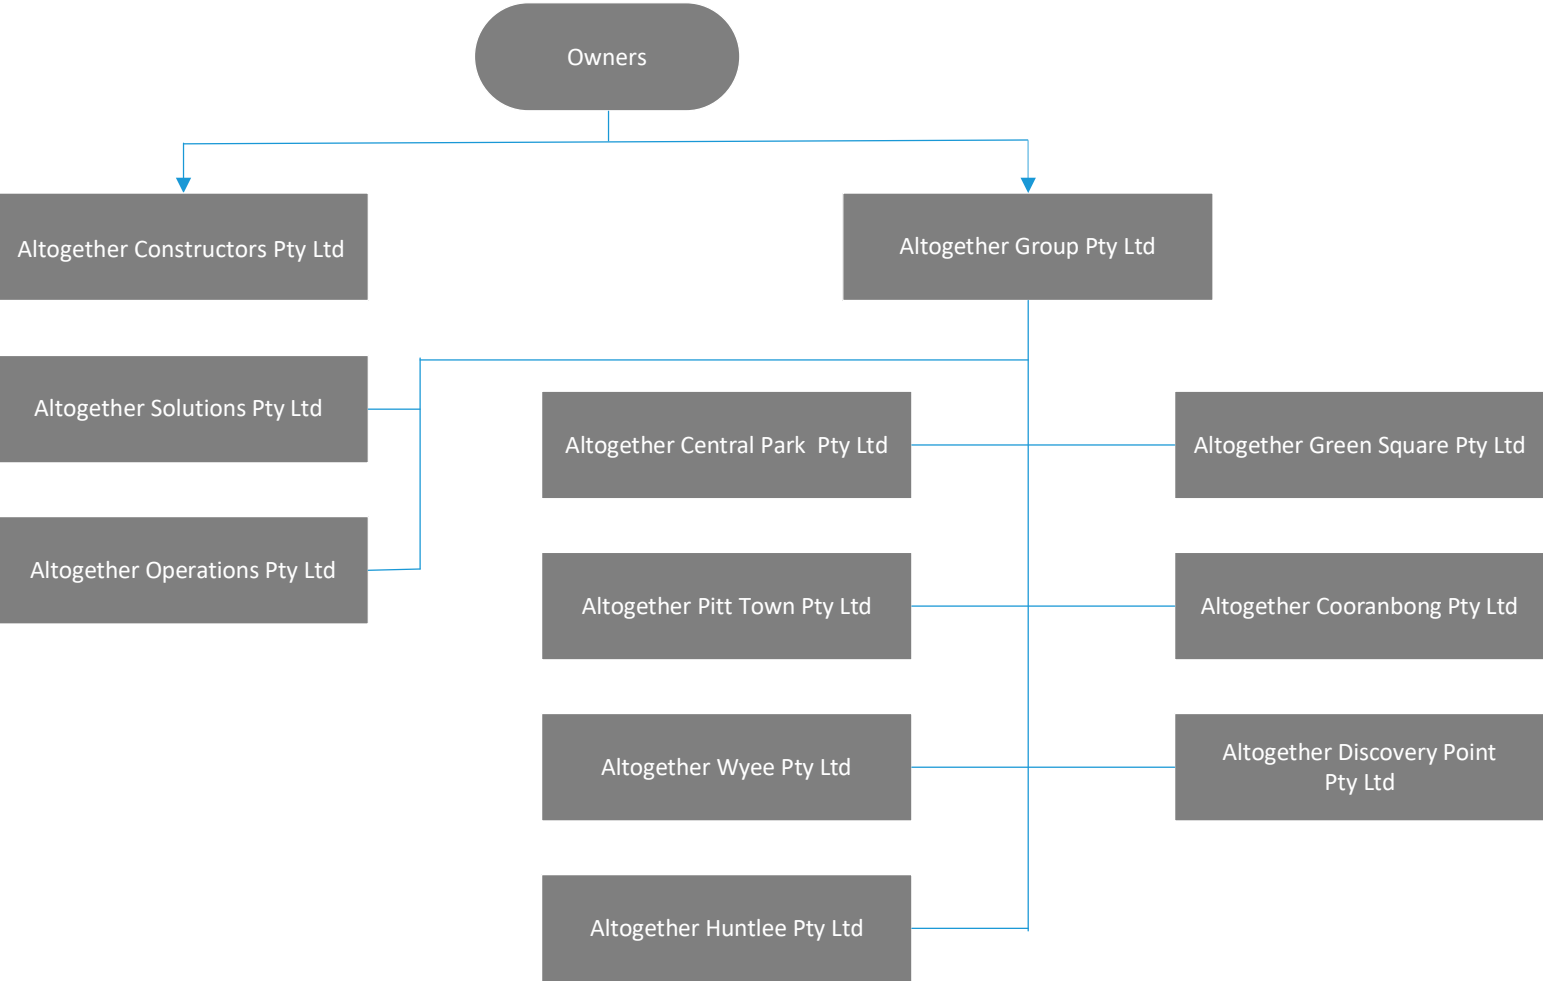 Owners
Altogether Constructors Pty Ltd
Altogether Group Pty Ltd
Altogether Solutions Pty Ltd
Altogether Central Park  Pty Ltd
Altogether Green Square Pty Ltd
Altogether Operations Pty Ltd
Altogether Pitt Town Pty Ltd
Altogether Cooranbong Pty Ltd
Altogether Wyee Pty Ltd
Altogether Discovery Point
Pty Ltd
Altogether Huntlee Pty Ltd